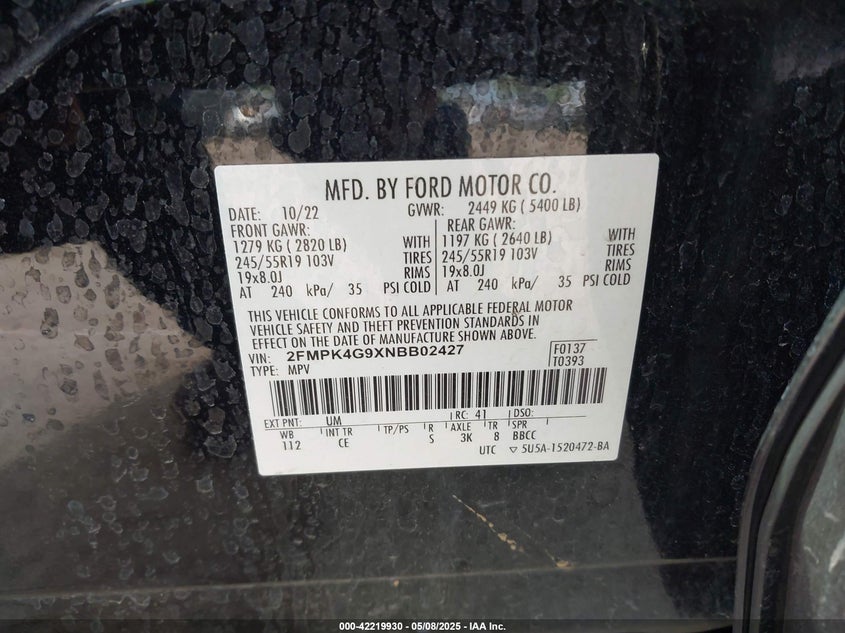 MFD. BY FORD MOTOR CO.
DATE: 10/22 GVWR: 2449 KG ( 5400 LB)
FRONT GAWR: REAR GAWR:
1279 KG ( 2820 LB) WITH 1197 KG ( 2640 LB) WITH
245/55R19 103V TIRES 245/55R19 103V TIRES
19x8.0J RIMS 19x8.0J RIMS
AT 240 kPa/ 35 PSI COLD AT 240 kPa/ 35 PSI COLD
THIS VEHICLE CONFORMS TO ALL APPLICABLE FEDERAL MOTOR
VEHICLE SAFETY AND THEFT PREVENTION STANDARDS IN
EFFECT ON THE DATE OF MANUFACTURE SHOWN ABOVE.
VIN: 2FMPK4G9XNBB02427 F0137
TYPE: MPV T0393
EXT PNT: UM RC: 41 DSO:
WB INT TR TP/PS R AXLE TR SPR
112 CE S 3K 8 BBCC
UTC ▽ 5U5A-1520472-BA
000-42219930 - 05/08/2025 - IAA Inc.